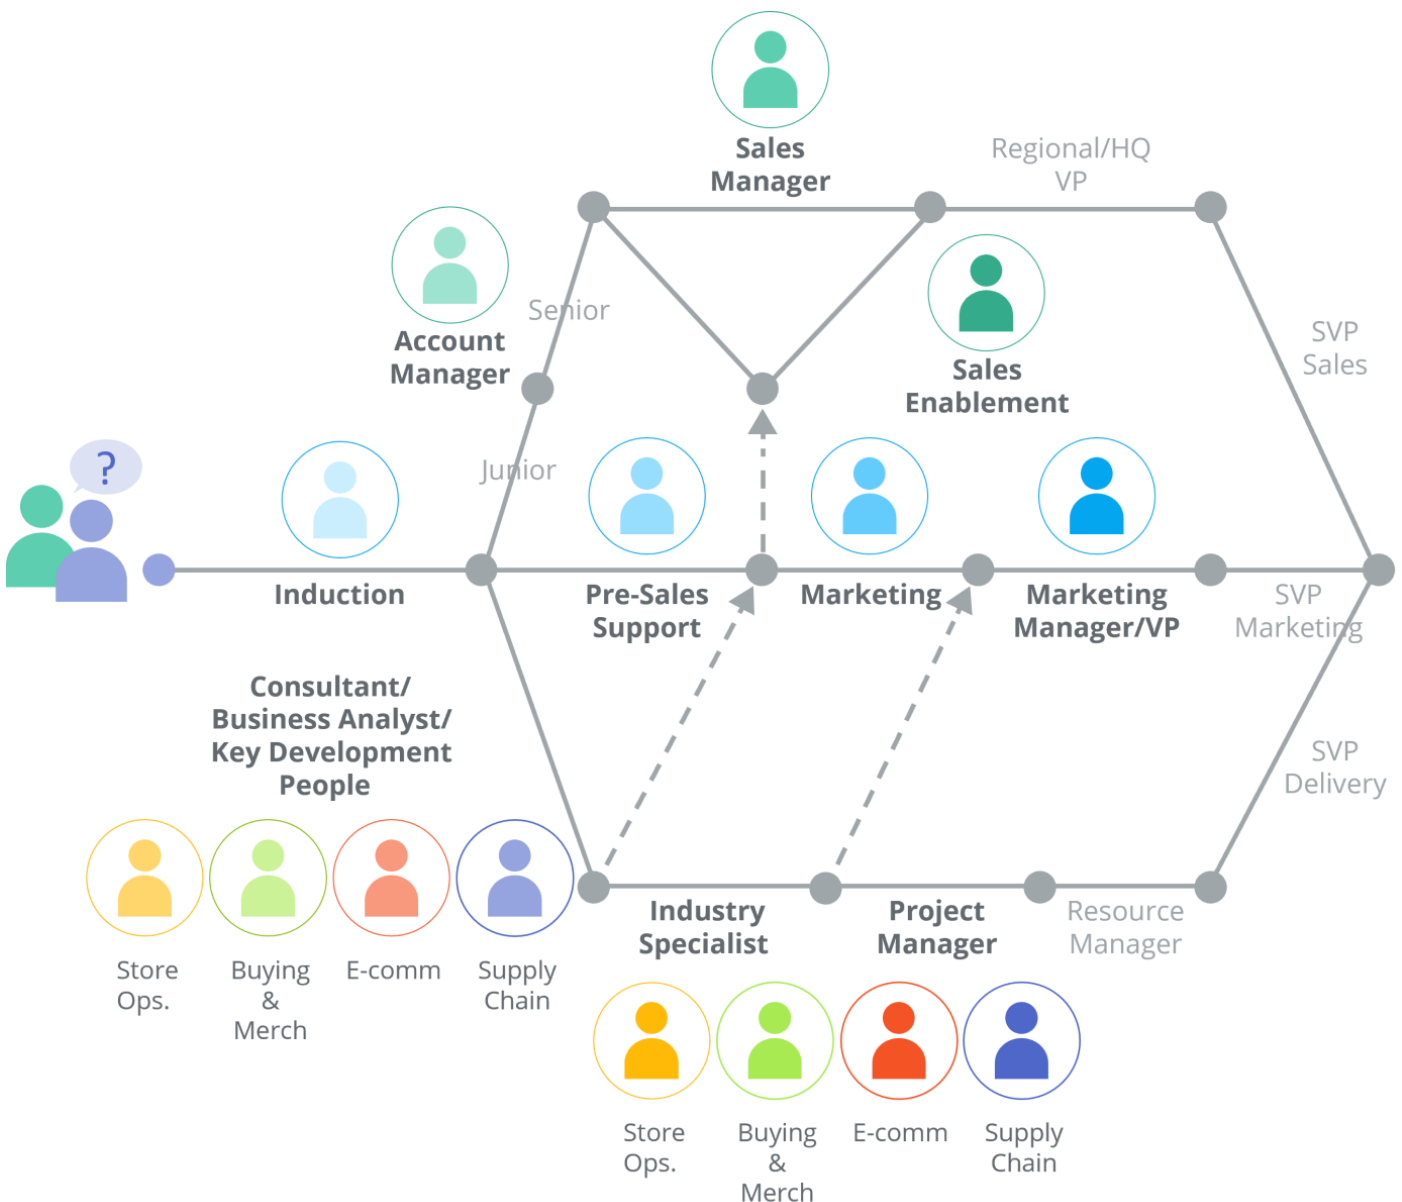 Sales
Manager
Regional/HQ
VP
Senior
Account
Manager
SVP
Sales
Sales
Enablement
?
Junior
Induction
Pre-Sales
Support
Marketing
Marketing
Manager/VP
SVP
Marketing
Consultant/
Business Analyst/
Key Development
People
SVP
Delivery
Industry
Specialist
Project
Manager
Resource
Manager
Store
Ops.
Buying
&
Merch
E-comm
Supply
Chain
Store
Ops.
Buying
&
Merch
E-comm
Supply
Chain